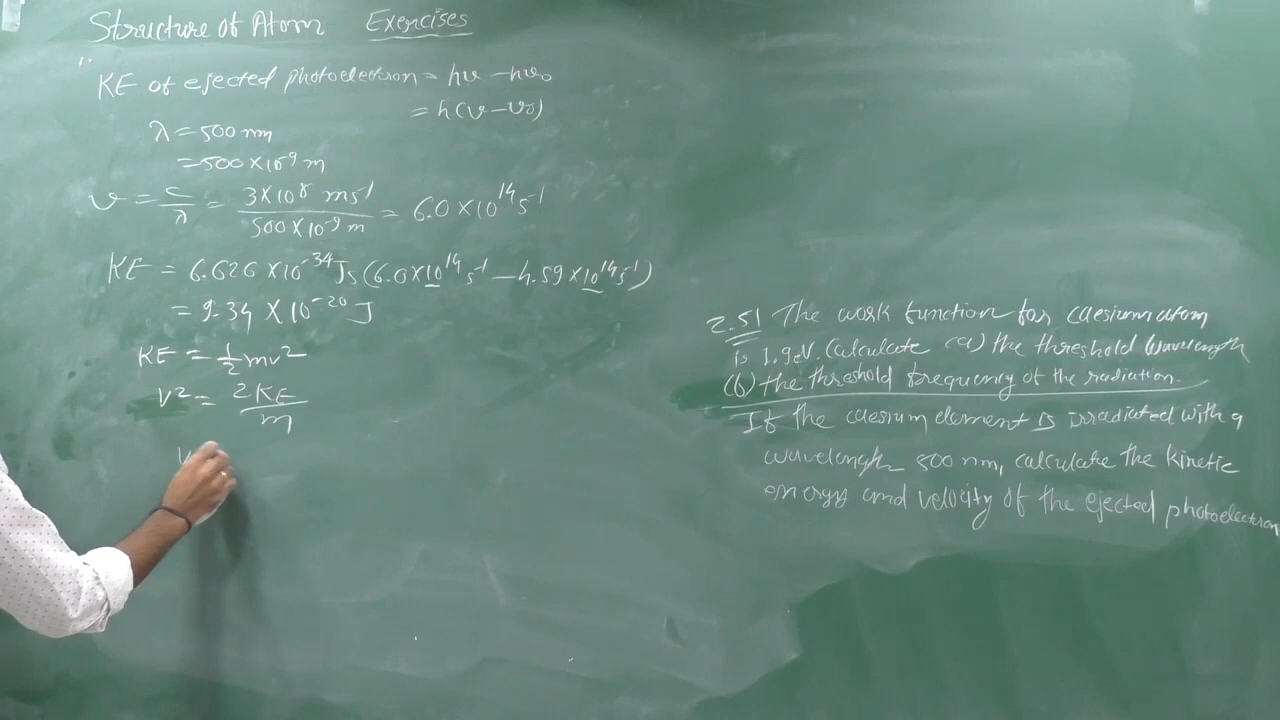 Structure of Atom Exercises
KE of ejected photoelectron = hν − hν₀
= h(ν − ν₀)
λ = 500 nm
= 500 × 10⁻⁹ m
ν = c/λ = 3×10⁸ ms⁻¹ / 500×10⁻⁹ m = 6.0 × 10¹⁴ s⁻¹
KE = 6.626 × 10⁻³⁴ Js (6.0 × 10¹⁴ s⁻¹ − 4.59 × 10¹⁴ s⁻¹)
= 9.34 × 10⁻²⁰ J
KE = ½ mv²
v² = 2KE / m
v
2.51 The work function for caesium atom
is 1.9 eV. Calculate (a) the threshold wavelength
(b) the threshold frequency of the radiation.
If the caesium element is irradiated with a
wavelength 500 nm, calculate the kinetic
energy and velocity of the ejected photoelectron